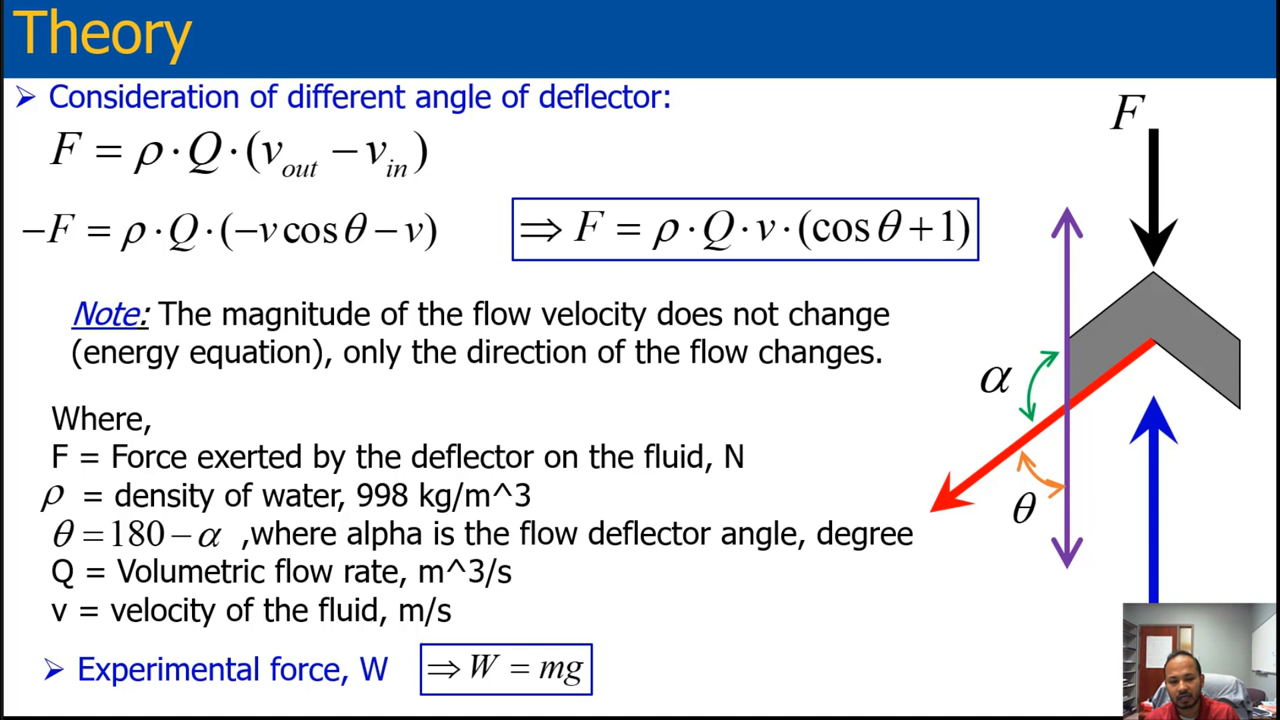 Theory
➢ Consideration of different angle of deflector:
F = ρ · Q · (v_out − v_in)
−F = ρ · Q · (−v cos θ − v)
⇒ F = ρ · Q · v · (cos θ + 1)
Note: The magnitude of the flow velocity does not change
(energy equation), only the direction of the flow changes.
Where,
F = Force exerted by the deflector on the fluid, N
ρ = density of water, 998 kg/m^3
θ = 180 − α ,where alpha is the flow deflector angle, degree
Q = Volumetric flow rate, m^3/s
v = velocity of the fluid, m/s
➢ Experimental force, W
⇒ W = mg
F
α
θ